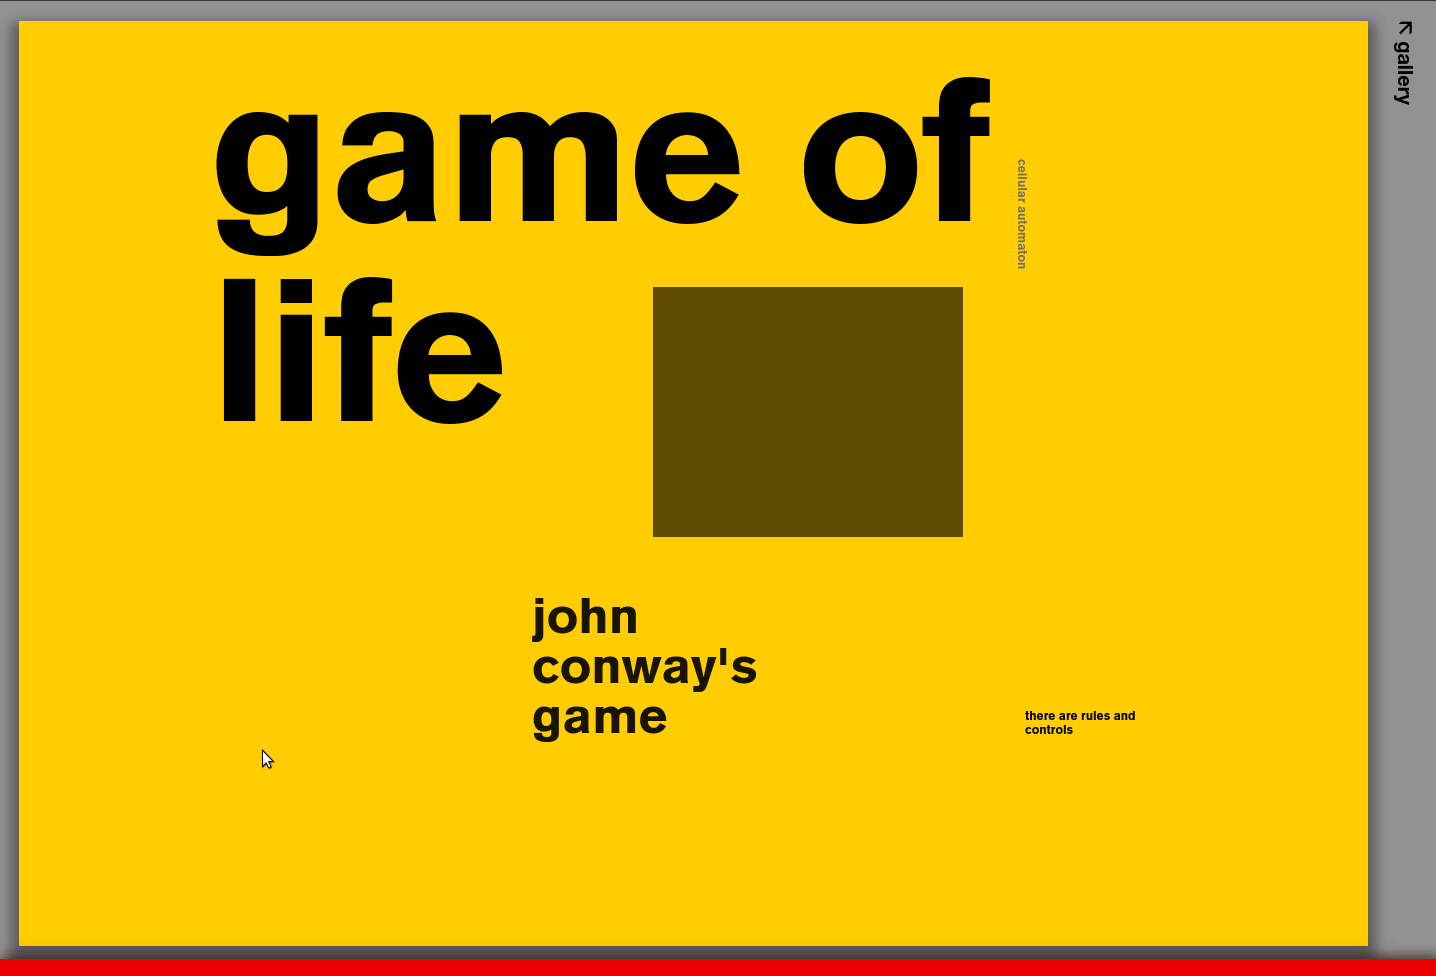 game of
life
cellular automaton
john
conway's
game
there are rules and
controls
↖ gallery